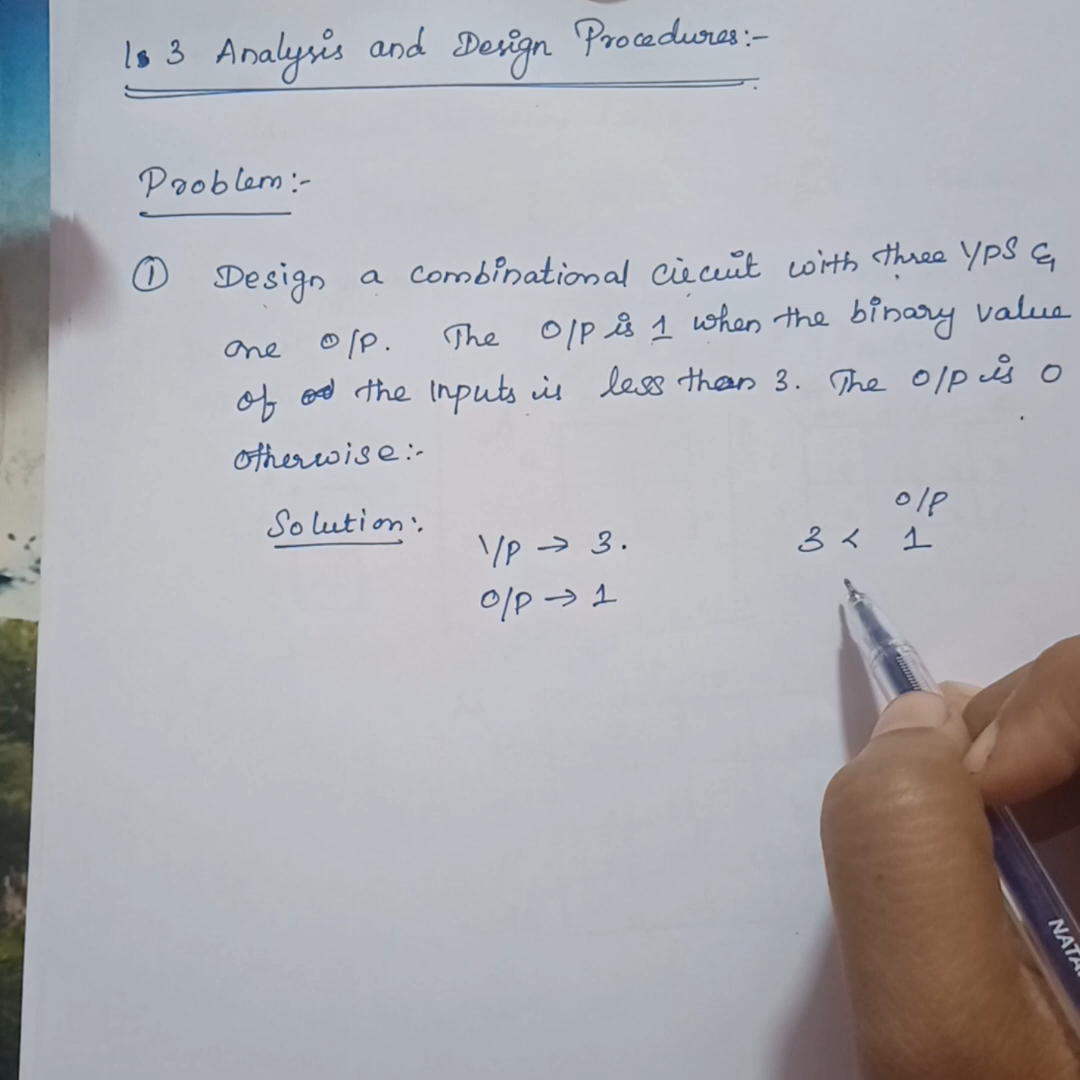 1.3 Analysis and Design Procedures:-
Problem:-
① Design a combinational circuit with three I/PS &
one O/P. The O/P is 1 when the binary value
of the Inputs is less than 3. The O/P is 0
otherwise:-
Solution:
I/P → 3.
O/P → 1
O/P
3 < 1
NATA